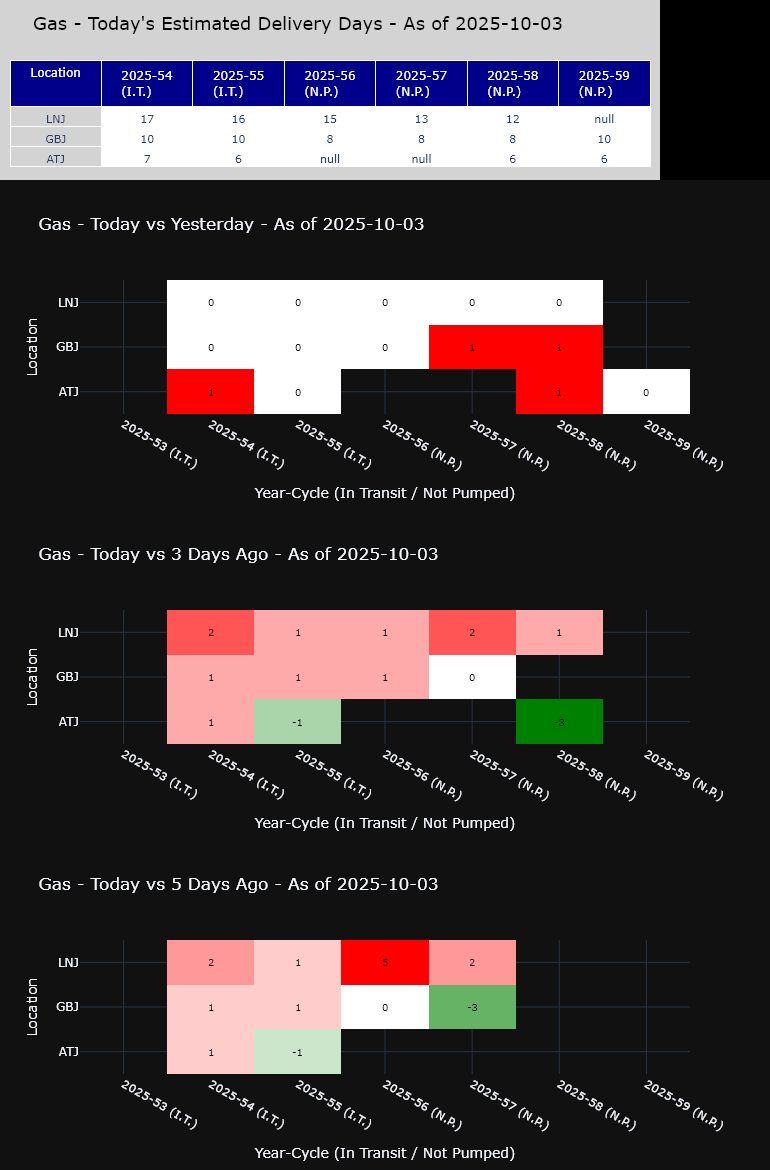 Gas - Today's Estimated Delivery Days - As of 2025-10-03
Location 2025-54 (I.T.) 2025-55 (I.T.) 2025-56 (N.P.) 2025-57 (N.P.) 2025-58 (N.P.) 2025-59 (N.P.)
LNJ 17 16 15 13 12 null
GBJ 10 10 8 8 8 10
ATJ 7 6 null null 6 6
Gas - Today vs Yesterday - As of 2025-10-03
Location
LNJ 0 0 0 0 0
GBJ 0 0 0 1 1
ATJ 1 0 1 0
2025-53 (I.T.) 2025-54 (I.T.) 2025-55 (I.T.) 2025-56 (N.P.) 2025-57 (N.P.) 2025-58 (N.P.) 2025-59 (N.P.)
Year-Cycle (In Transit / Not Pumped)
Gas - Today vs 3 Days Ago - As of 2025-10-03
Location
LNJ 2 1 1 2 1
GBJ 1 1 1 0
ATJ 1 -1 -3
2025-53 (I.T.) 2025-54 (I.T.) 2025-55 (I.T.) 2025-56 (N.P.) 2025-57 (N.P.) 2025-58 (N.P.) 2025-59 (N.P.)
Year-Cycle (In Transit / Not Pumped)
Gas - Today vs 5 Days Ago - As of 2025-10-03
Location
LNJ 2 1 5 2
GBJ 1 1 0 -3
ATJ 1 -1
2025-53 (I.T.) 2025-54 (I.T.) 2025-55 (I.T.) 2025-56 (N.P.) 2025-57 (N.P.) 2025-58 (N.P.) 2025-59 (N.P.)
Year-Cycle (In Transit / Not Pumped)